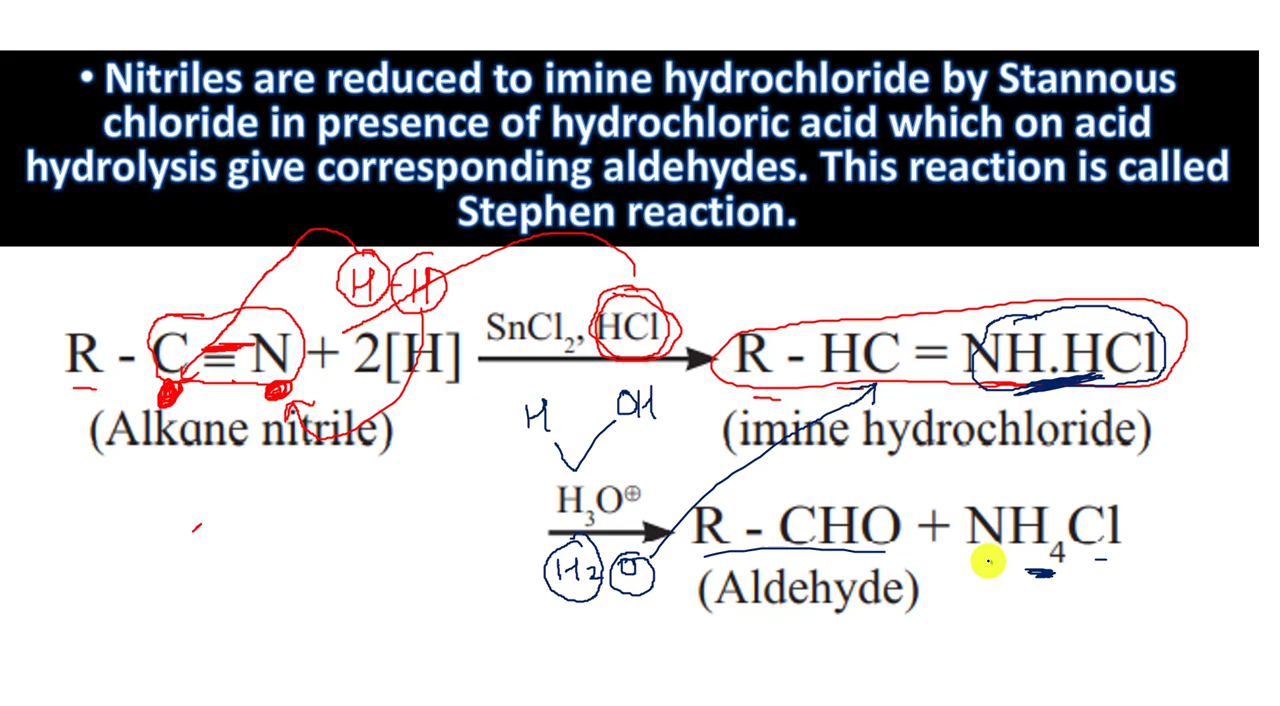 • Nitriles are reduced to imine hydrochloride by Stannous
chloride in presence of hydrochloric acid which on acid
hydrolysis give corresponding aldehydes. This reaction is called
Stephen reaction.
H - H
R - C ≡ N + 2[H] SnCl₂, HCl R - HC = NH.HCl
(Alkane nitrile) (imine hydrochloride)
H OH
H₃O⊕ R - CHO + NH₄Cl
H₂ O
(Aldehyde)